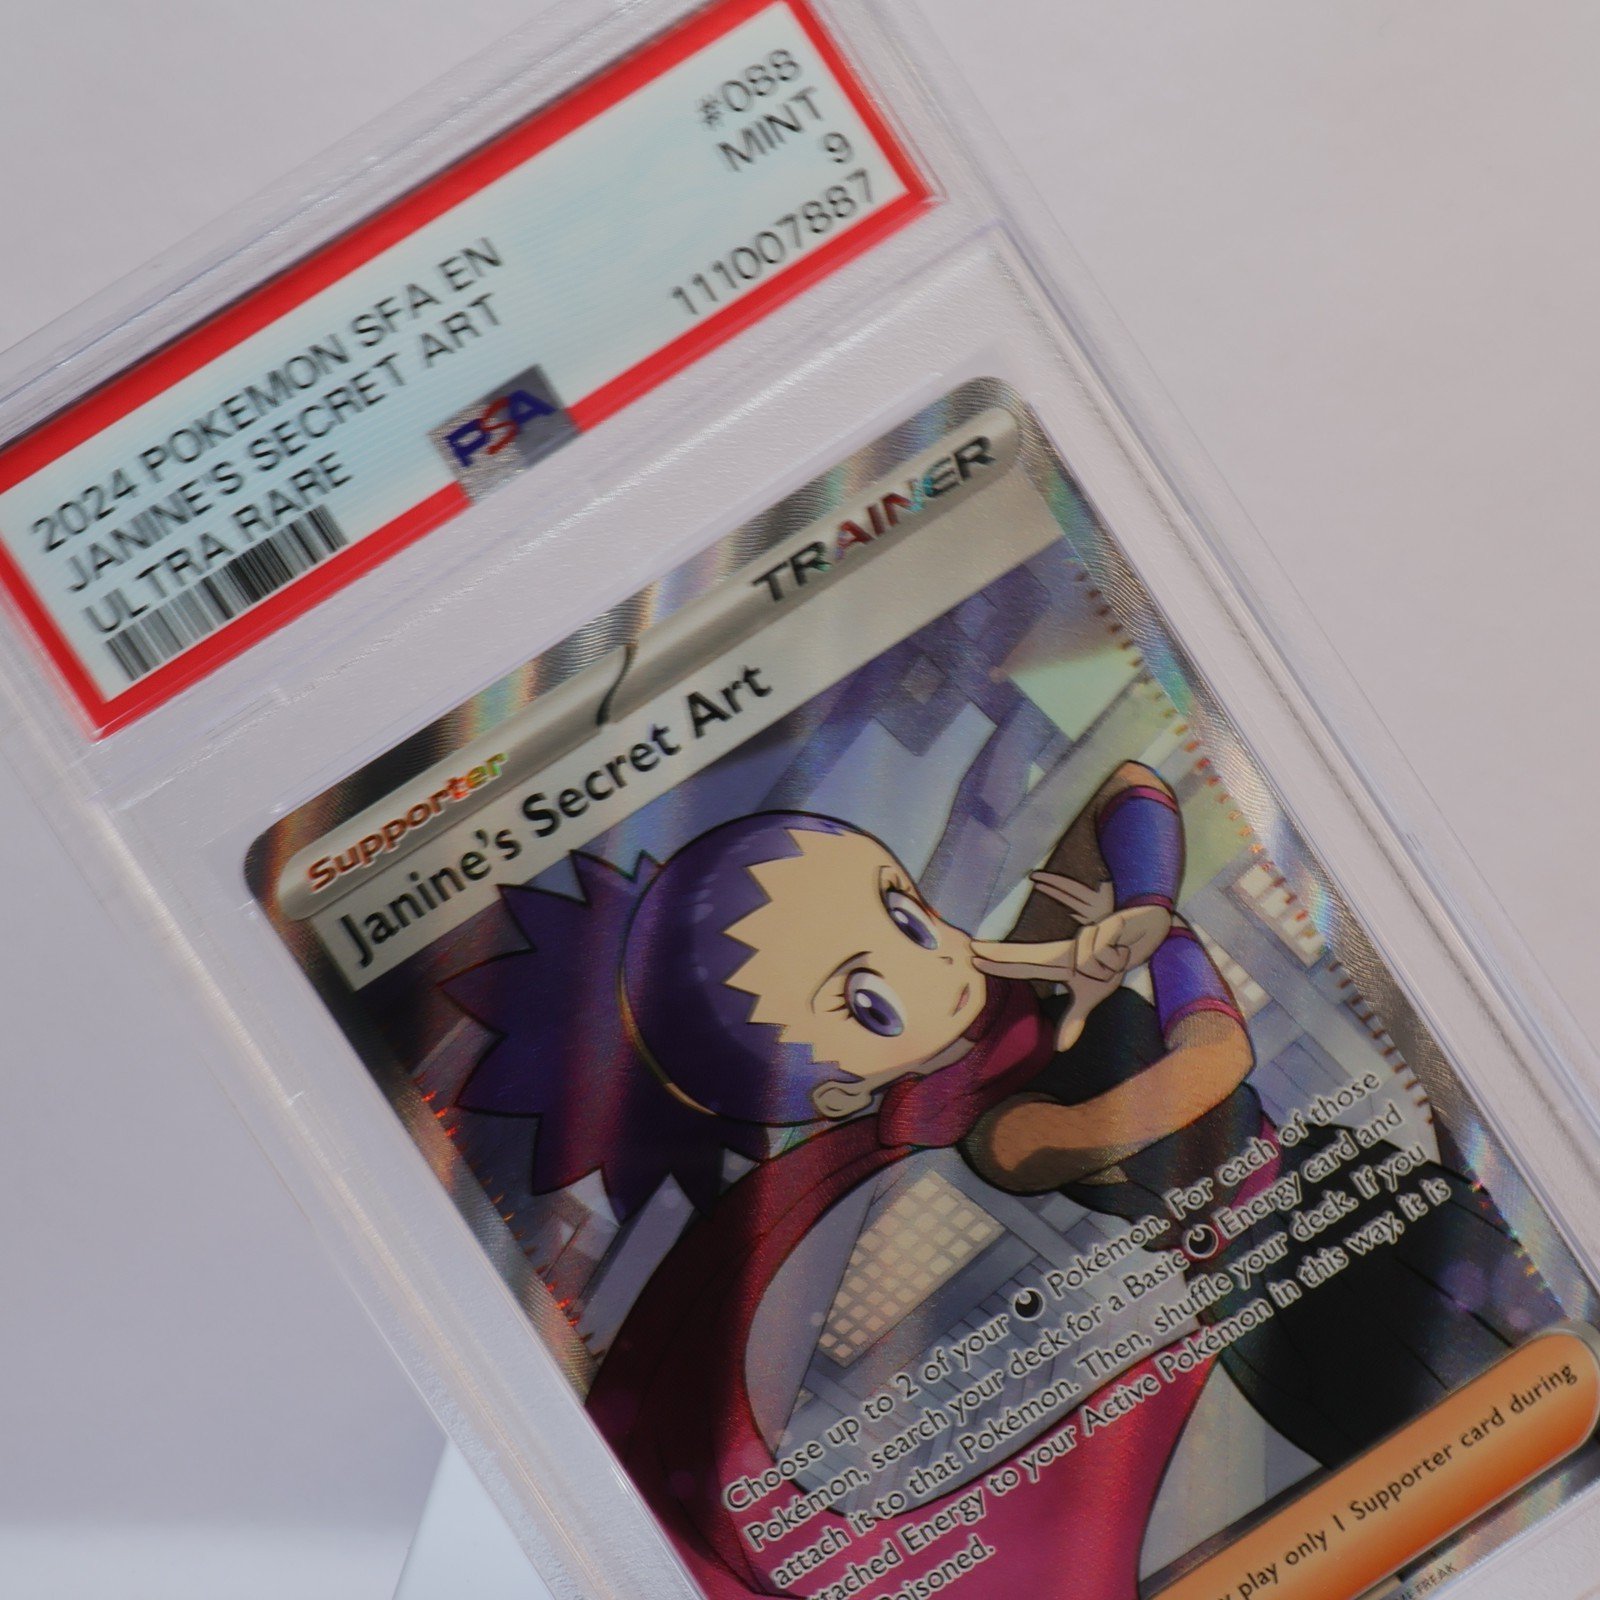 2024 POKEMON SFA EN
#088
JANINE'S SECRET ART
MINT
ULTRA RARE
9
111007887
PSA
TRAINER
Supporter
Janine's Secret Art
Choose up to 2 of your Pokémon. For each of those
Pokémon, search your deck for a Basic Energy card and
attach it to that Pokémon. Then, shuffle your deck. If you
attached Energy to your Active Pokémon in this way, it is
Poisoned.
play only 1 Supporter card during
FREAK